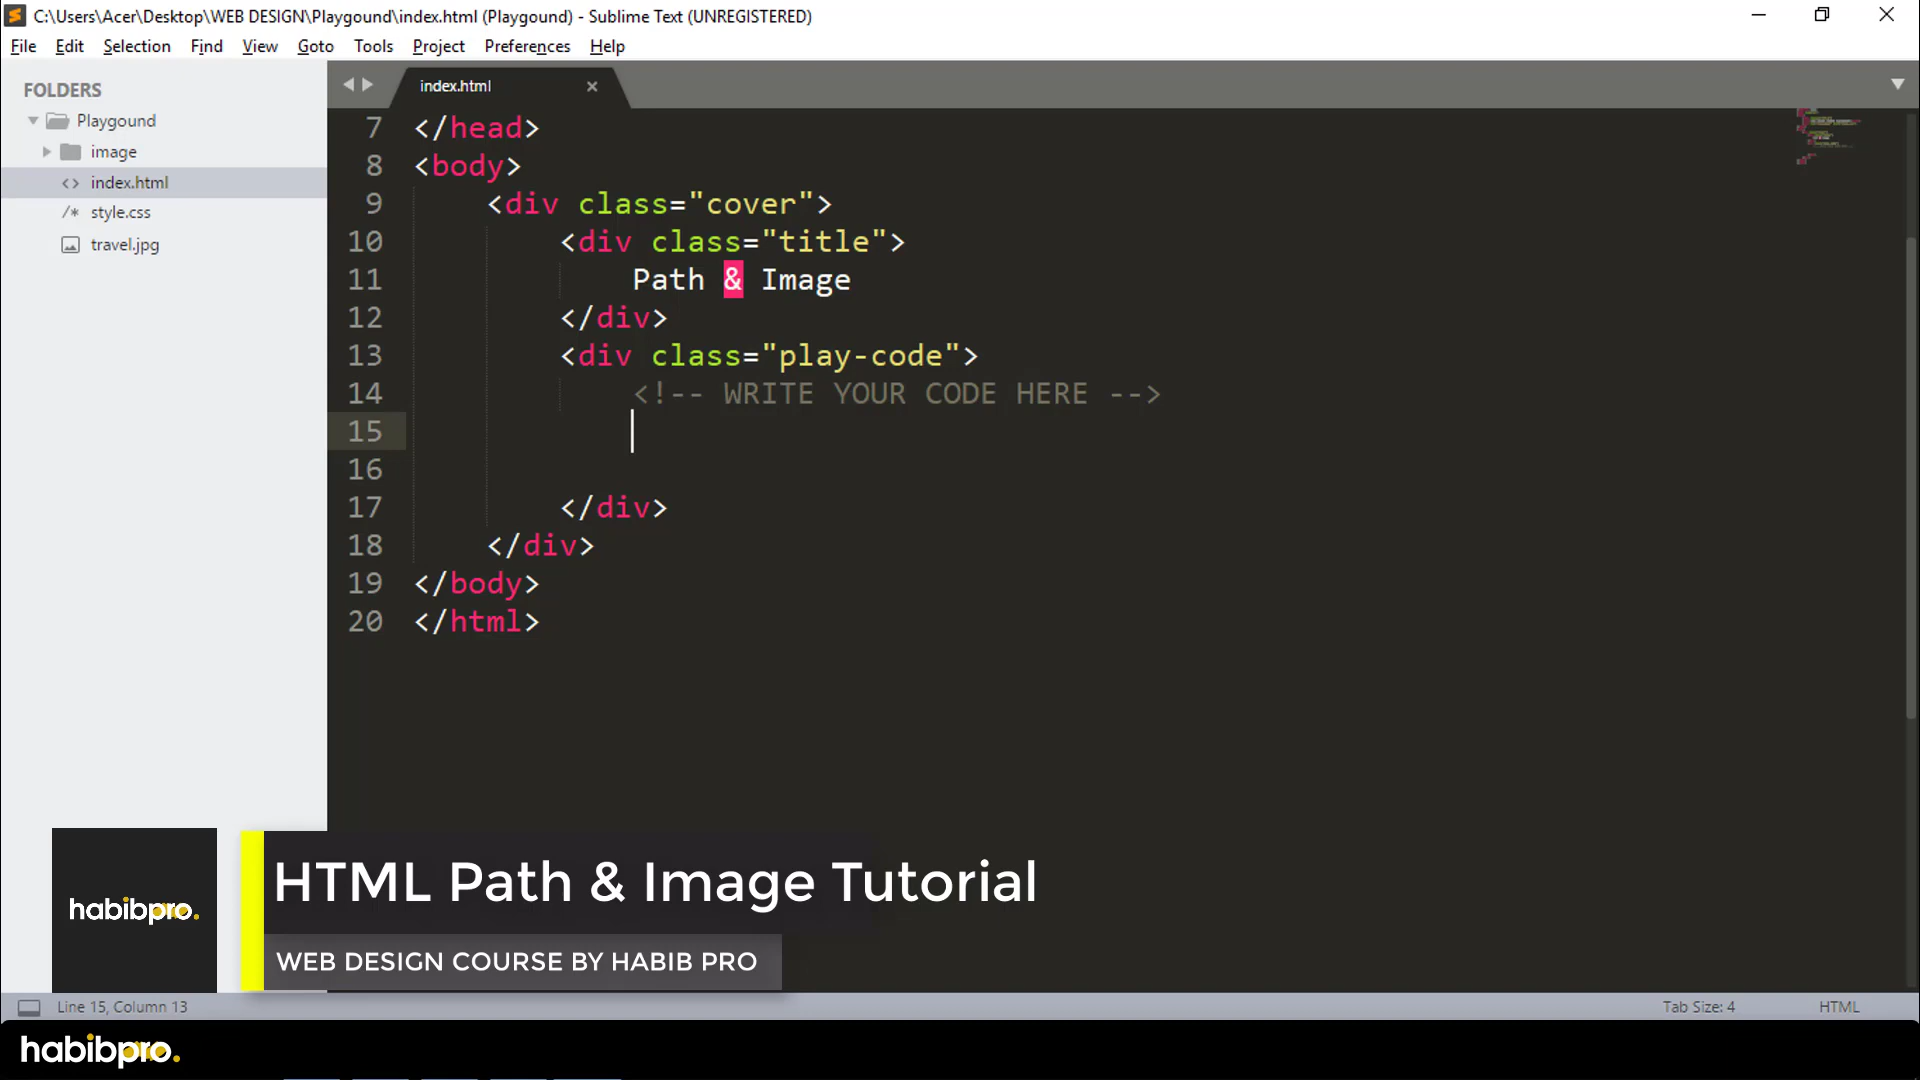 C:\Users\Acer\Desktop\WEB DESIGN\Playgound\index.html (Playgound) - Sublime Text (UNREGISTERED)
File Edit Selection Find View Goto Tools Project Preferences Help
FOLDERS
Playgound
image
index.html
style.css
travel.jpg
index.html
7 </head>
8 <body>
9 <div class="cover">
10 <div class="title">
11 Path & Image
12 </div>
13 <div class="play-code">
14 <!-- WRITE YOUR CODE HERE -->
15
16
17 </div>
18 </div>
19 </body>
20 </html>
habibpro.
HTML Path & Image Tutorial
WEB DESIGN COURSE BY HABIB PRO
Line 15, Column 13 Tab Size: 4 HTML
habibpro.